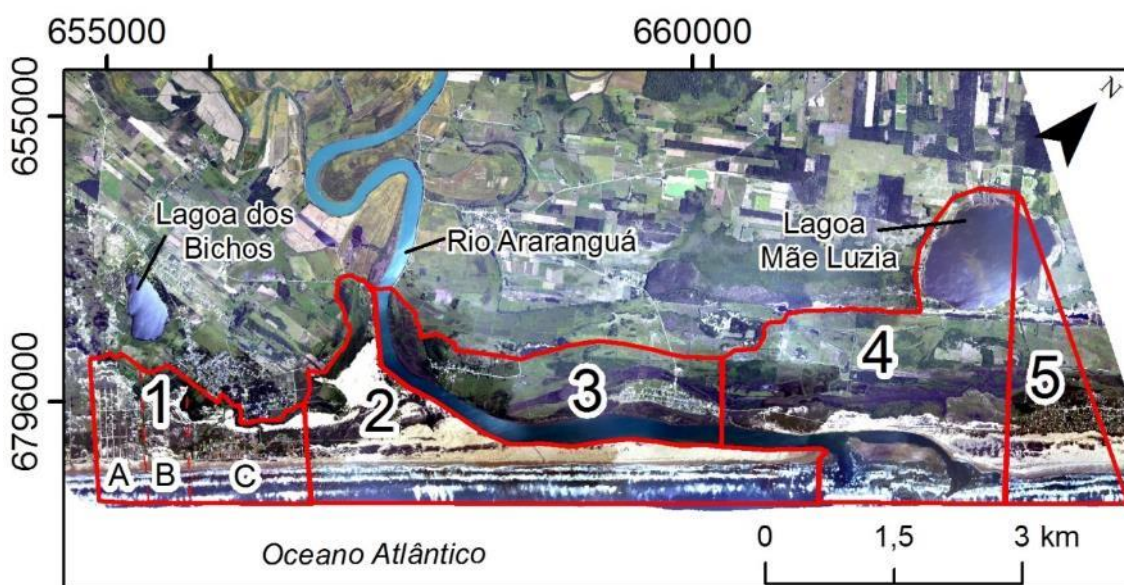 655000
660000
655000
N
Lagoa dos
Bichos
Rio Araranguá
Lagoa
Mãe Luzia
6796000
1
2
3
4
5
A
B
C
0
1,5
3 km
Oceano Atlântico